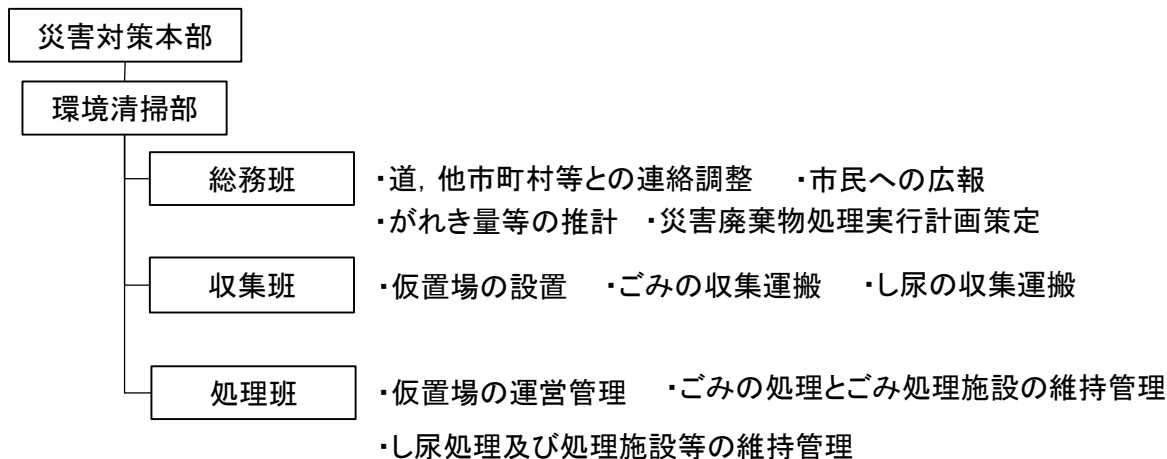 災害対策本部
環境清掃部
総務班 ・道，他市町村等との連絡調整 ・市民への広報
・がれき量等の推計 ・災害廃棄物処理実行計画策定
収集班 ・仮置場の設置 ・ごみの収集運搬 ・し尿の収集運搬
処理班 ・仮置場の運営管理 ・ごみの処理とごみ処理施設の維持管理
・し尿処理及び処理施設等の維持管理